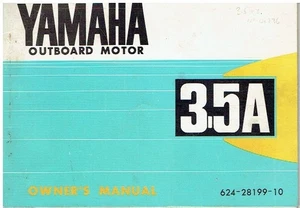 YAMAHA
OUTBOARD MOTOR
3.5A
OWNER'S MANUAL
624-28199-10